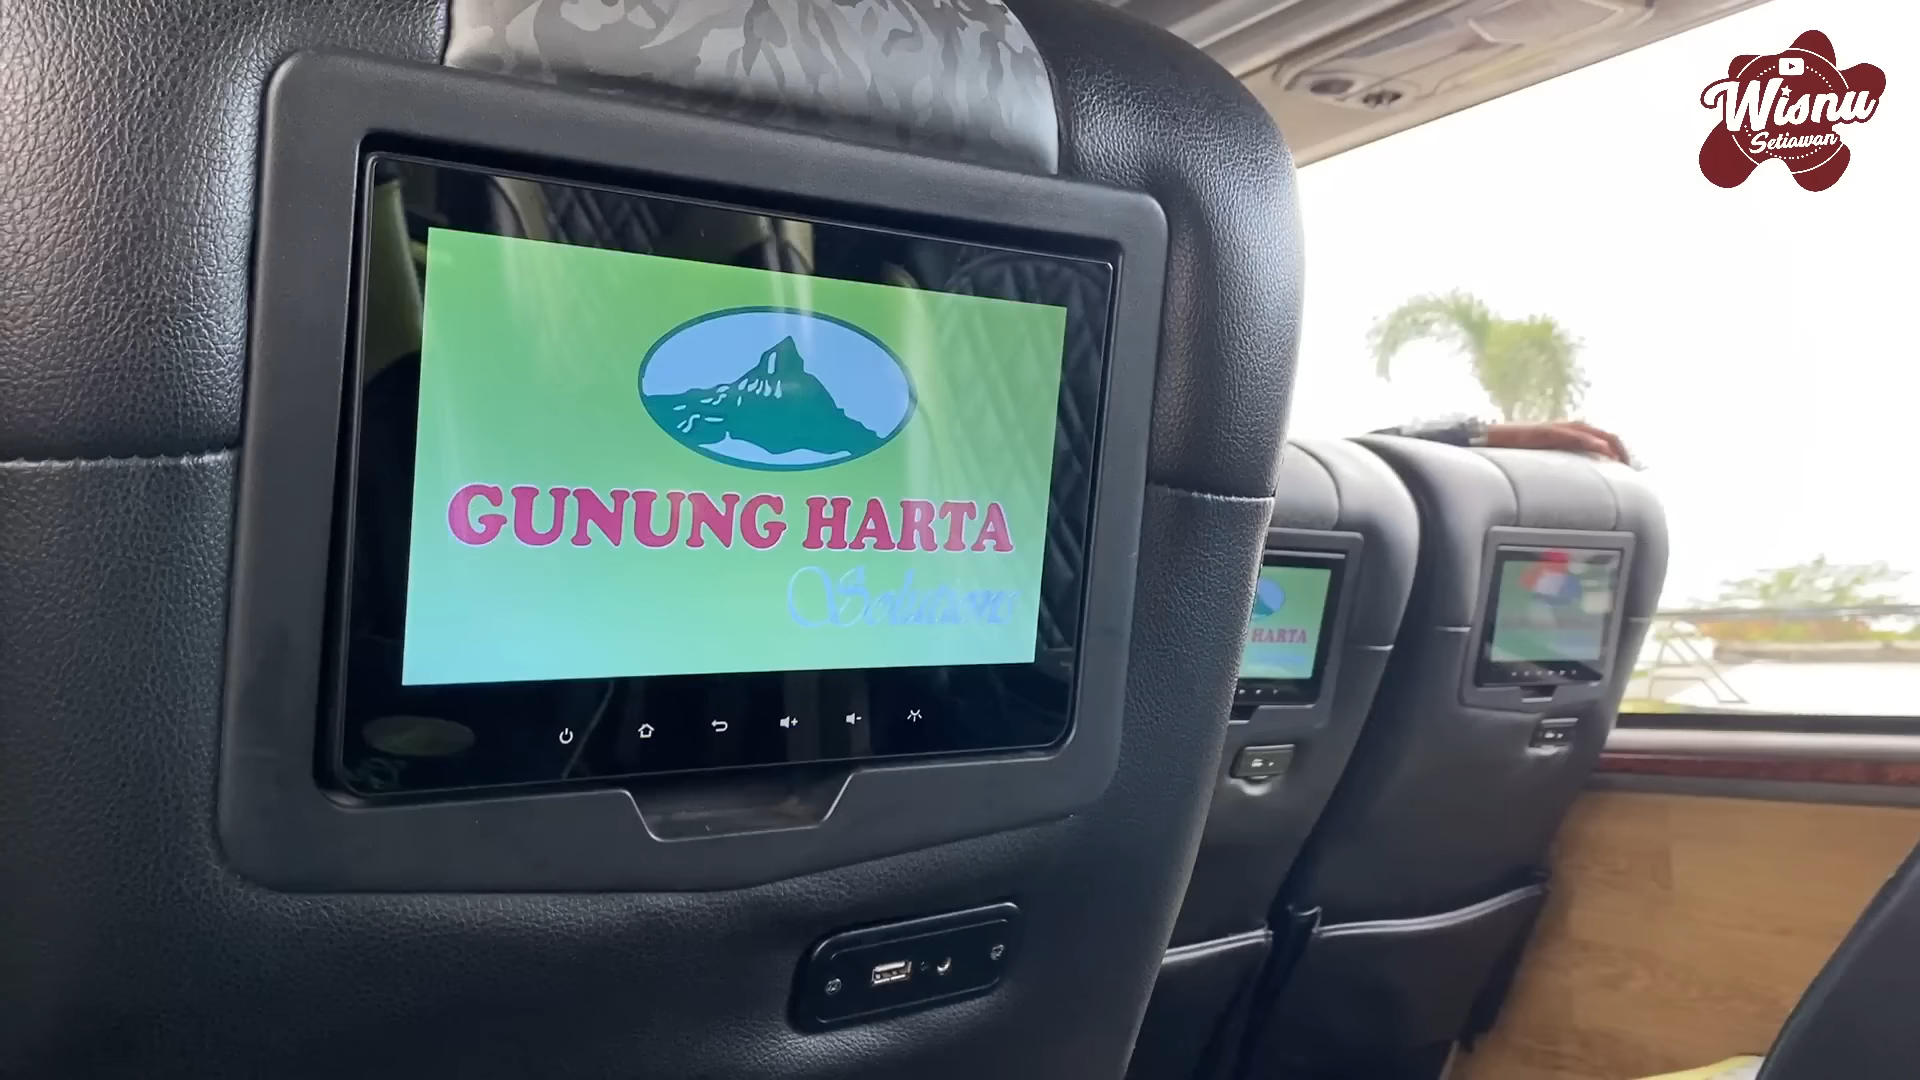 Wisnu
Setiawan
GUNUNG HARTA
Solutions
HARTA